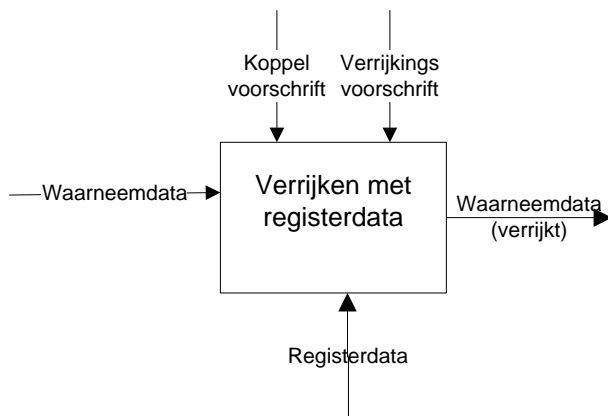 Koppel
voorschrift
Verrijkings
voorschrift
Waarneemdata
Verrijken met
registerdata
Waarneemdata
(verrijkt)
Registerdata